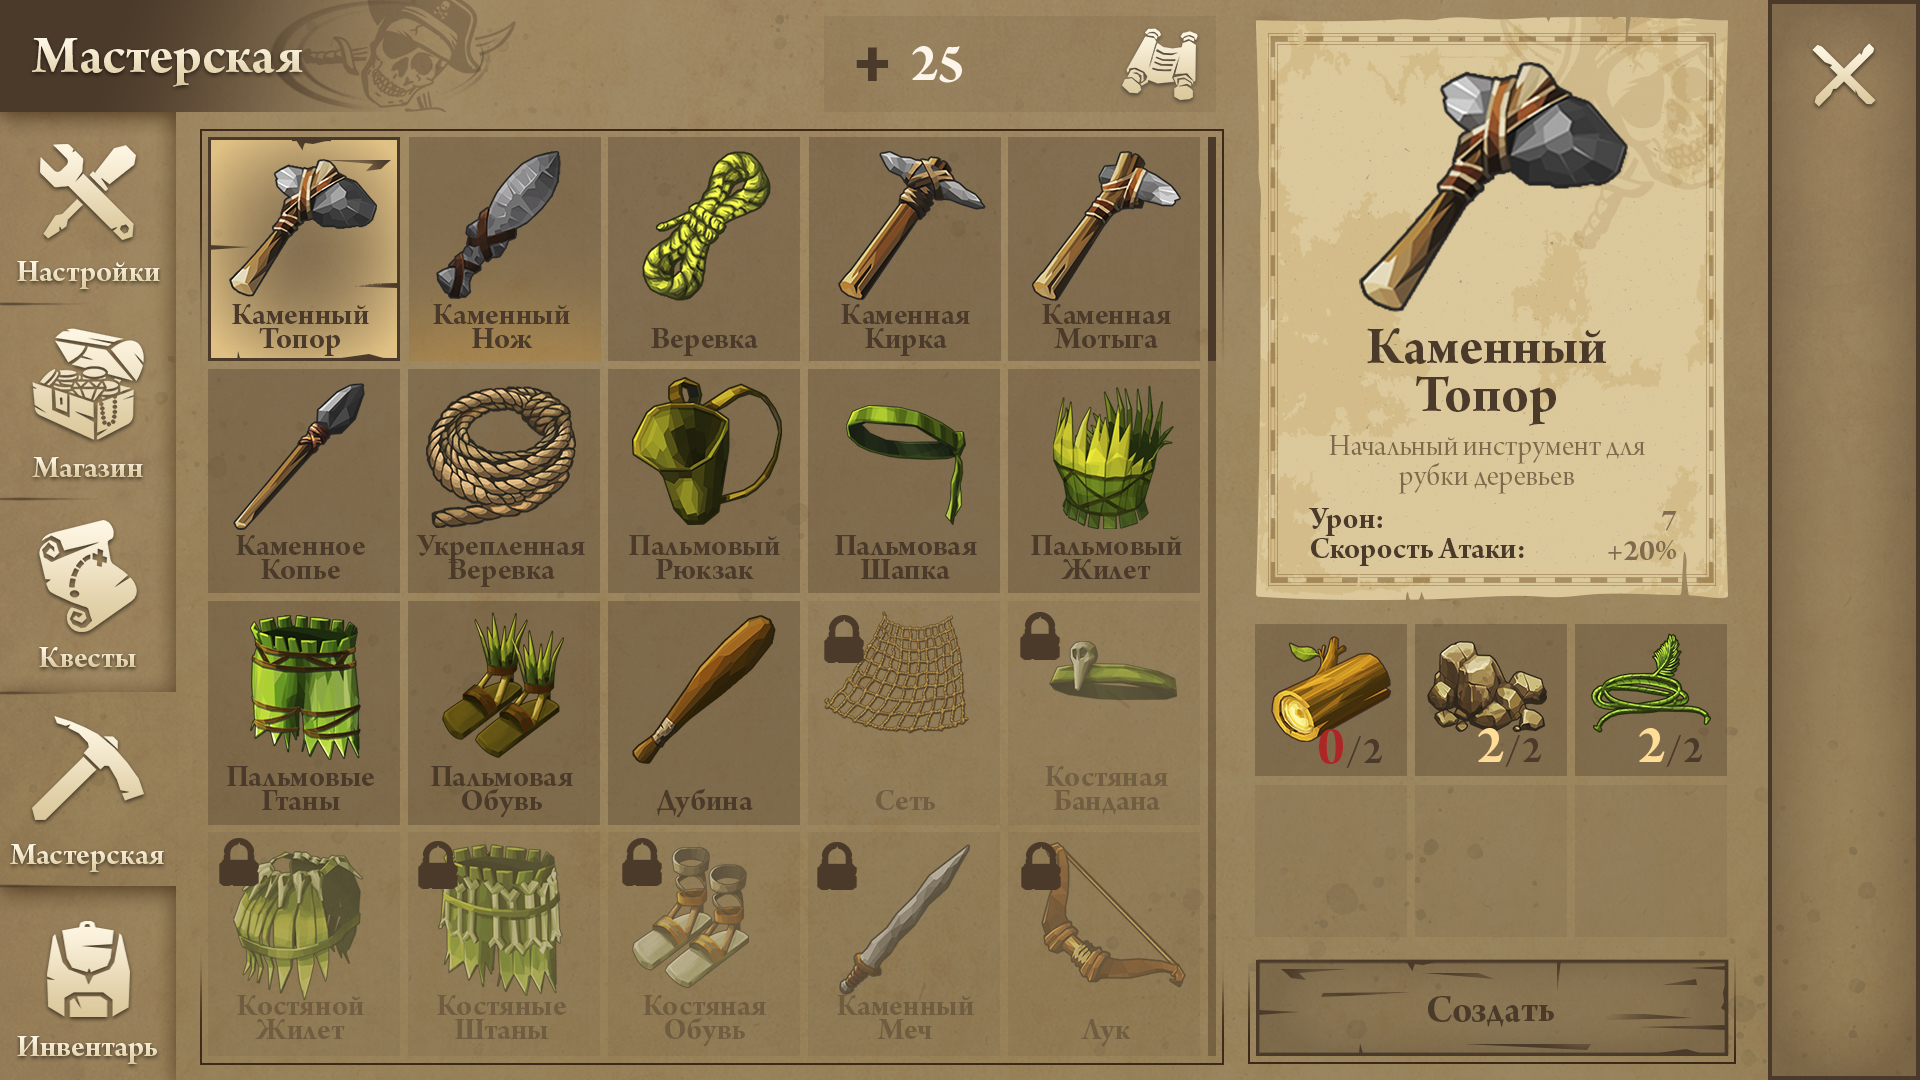 Мастерская
+ 25
Настройки
Магазин
Квесты
Мастерская
Инвентарь
Каменный
Топор
Каменный
Нож
Веревка
Каменная
Кирка
Каменная
Мотыга
Каменное
Копье
Укрепленная
Веревка
Пальмовый
Рюкзак
Пальмовая
Шапка
Пальмовый
Жилет
Пальмовые
Гтаны
Пальмовая
Обувь
Дубина
Сеть
Костяная
Бандана
Костяной
Жилет
Костяные
Штаны
Костяная
Обувь
Каменный
Меч
Лук
Каменный
Топор
Начальный инструмент для
рубки деревьев
Урон: 7
Скорость Атаки: +20%
0/2
2/2
2/2
Создать